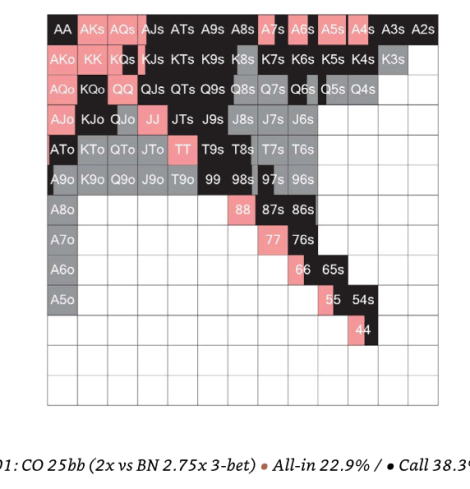 AA AKs AQs AJs ATs A9s A8s A7s A6s A5s A4s A3s A2s
AKo KK KQs KJs KTs K9s K8s K7s K6s K5s K4s K3s
AQo KQo QQ QJs QTs Q9s Q8s Q7s Q6s Q5s Q4s
AJo KJo QJo JJ JTs J9s J8s J7s J6s
ATo KTo QTo JTo TT T9s T8s T7s T6s
A9o K9o Q9o J9o T9o 99 98s 97s 96s
A8o 88 87s 86s
A7o 77 76s
A6o 66 65s
A5o 55 54s
44
01: CO 25bb (2x vs BN 2.75x 3-bet) • All-in 22.9% / • Call 38.3%